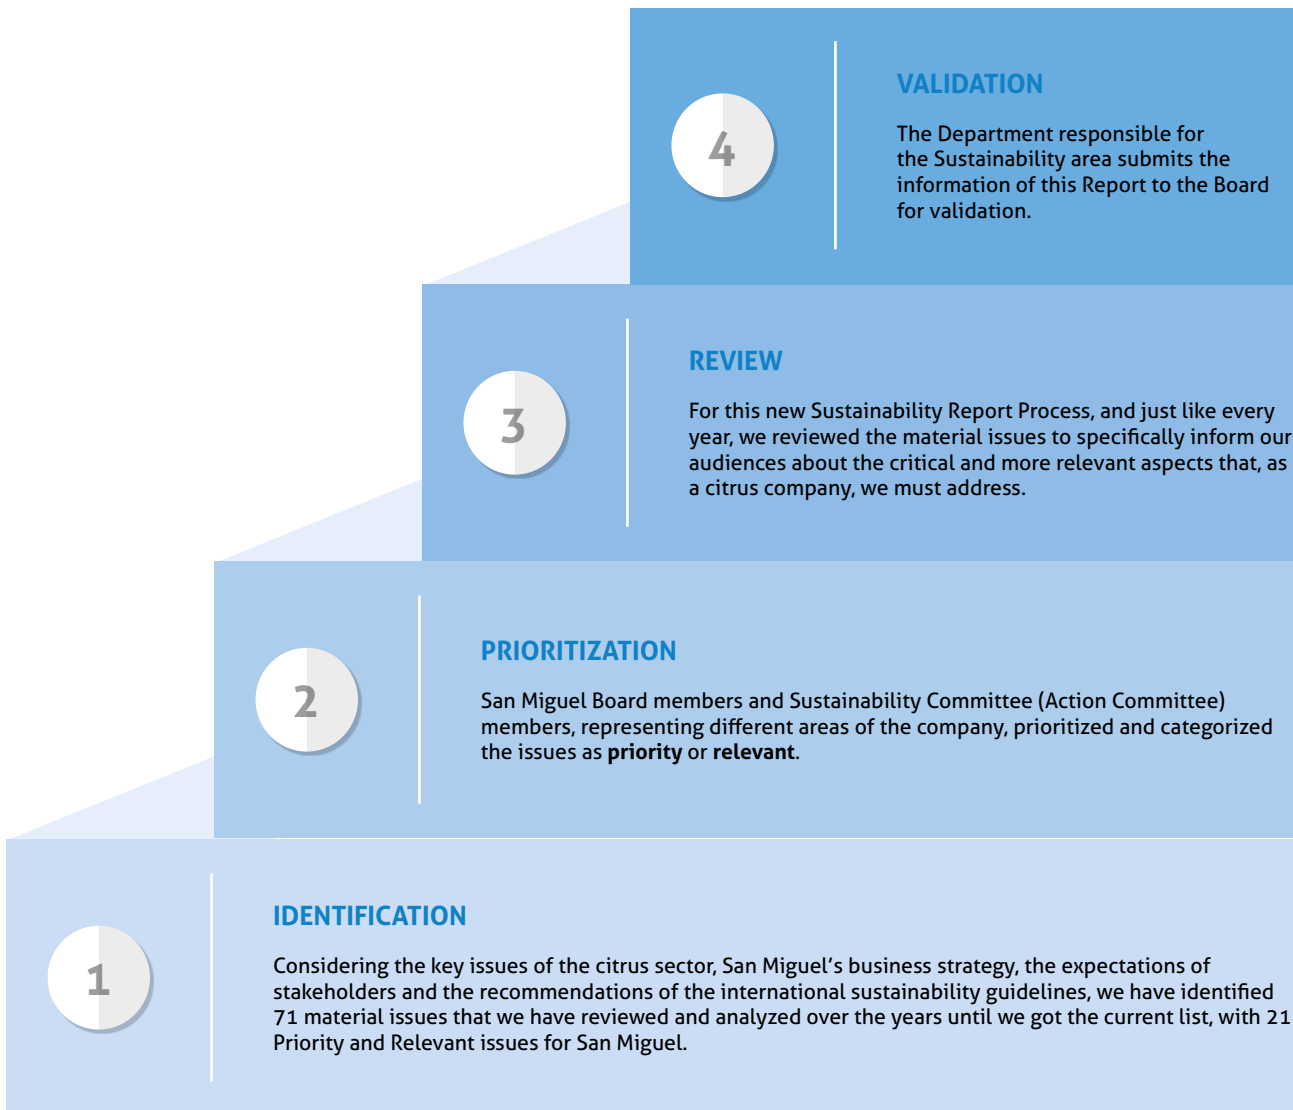 4
VALIDATION
The Department responsible for
the Sustainability area submits the
information of this Report to the Board
for validation.
3
REVIEW
For this new Sustainability Report Process, and just like every
year, we reviewed the material issues to specifically inform our
audiences about the critical and more relevant aspects that, as
a citrus company, we must address.
2
PRIORITIZATION
San Miguel Board members and Sustainability Committee (Action Committee)
members, representing different areas of the company, prioritized and categorized
the issues as priority or relevant.
1
IDENTIFICATION
Considering the key issues of the citrus sector, San Miguel's business strategy, the expectations of
stakeholders and the recommendations of the international sustainability guidelines, we have identified
71 material issues that we have reviewed and analyzed over the years until we got the current list, with 21
Priority and Relevant issues for San Miguel.